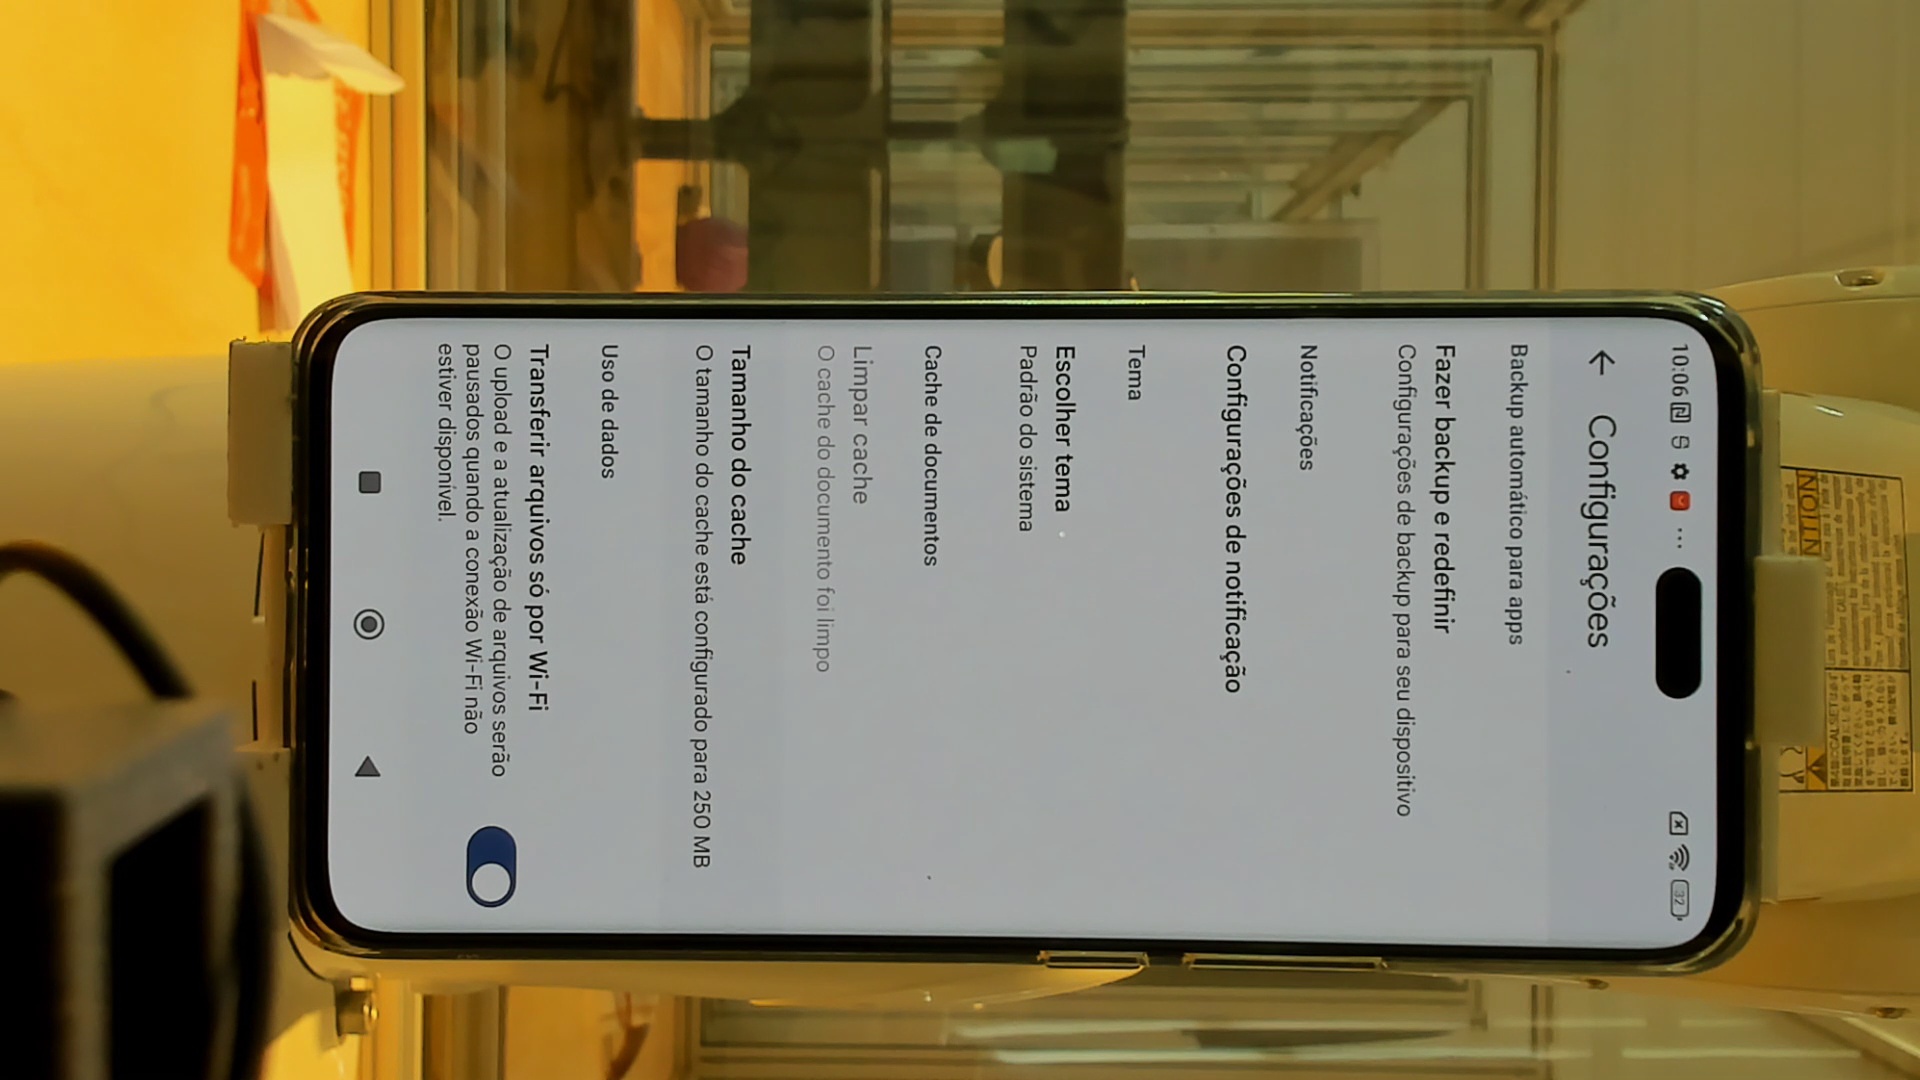 10:06
32
Configurações
Backup automático para apps
Fazer backup e redefinir
Configurações de backup para seu dispositivo
Notificações
Configurações de notificação
Tema
Escolher tema
Padrão do sistema
Cache de documentos
Limpar cache
O cache do documento foi limpo
Tamanho do cache
O tamanho do cache está configurado para 250 MB
Uso de dados
Transferir arquivos só por Wi-Fi
O upload e a atualização de arquivos serão
pausados quando a conexão Wi-Fi não
estiver disponível.